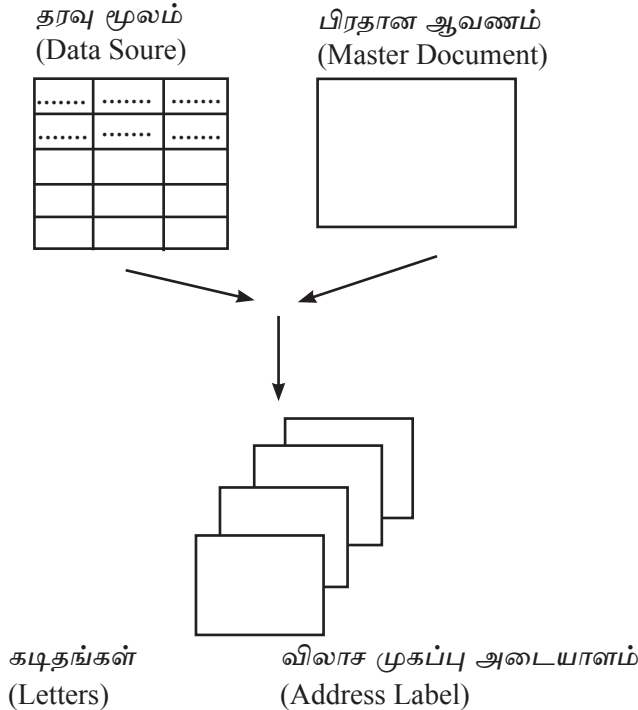 தரவு மூலம்
(Data Soure)
பிரதான ஆவணம்
(Master Document)
....... ....... .......
....... ....... .......
கடிதங்கள்
(Letters)
விலாச முகப்பு அடையாளம்
(Address Label)